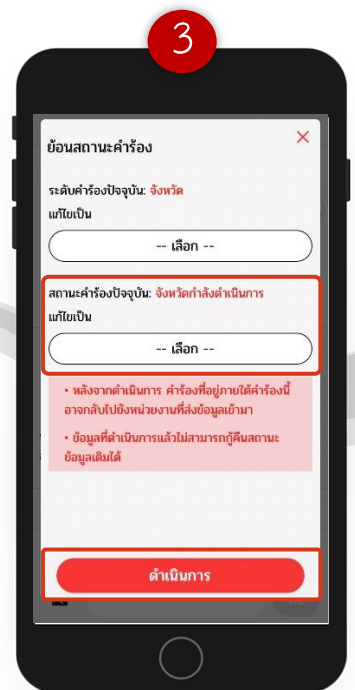 3
ย้อนสถานะคำร้อง
ระดับคำร้องปัจจุบัน: จังหวัด
แก้ไขเป็น
-- เลือก --
สถานะคำร้องปัจจุบัน: จังหวัดกำลังดำเนินการ
แก้ไขเป็น
-- เลือก --
• หลังจากดำเนินการ คำร้องที่อยู่ภายใต้คำร้องนี้
อาจกลับไปยังหน่วยงานที่ส่งข้อมูลเข้ามา
• ข้อมูลที่ดำเนินการแล้วไม่สามารถกู้คืนสถานะ
ข้อมูลเดิมได้
ดำเนินการ